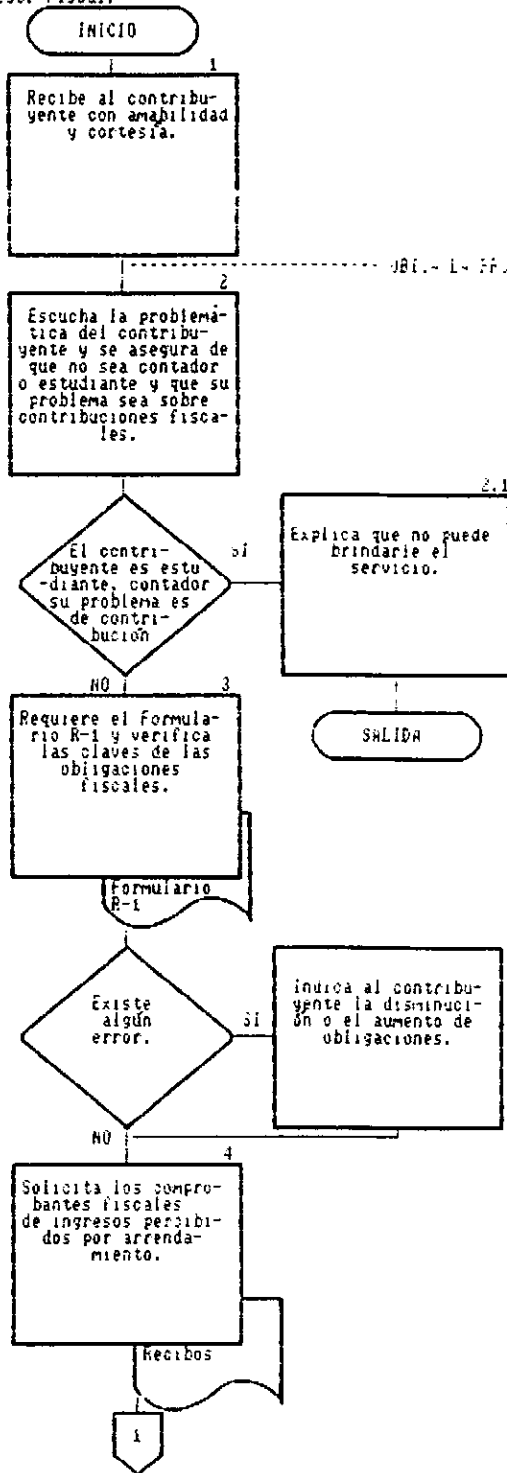 Fiscal.
INICIO
1
Recibe al contribu-
yente con amabilidad
y cortesía.
2
Escucha la problemá-
tica del contribu-
yente y se asegura de
que no sea contador
o estudiante y que su
problema sea sobre
contribuciones fisca-
les.
El contri-
buyente es estu
-diante, contador
su problema es
de contri-
bución
SI
2.1
Explica que no puede
brindarle el
servicio.
SALIDA
NO
3
Requiere el Formula-
rio R-1 y verifica
las claves de las
obligaciones
fiscales.
Formulario
R-1
Existe
algún
error.
SI
Indica al contribu-
yente la disminuci-
ón o el aumento de
obligaciones.
NO
4
Solicita los compro-
bantes fiscales
de ingresos percibi-
dos por arrenda-
miento.
Recibos
1